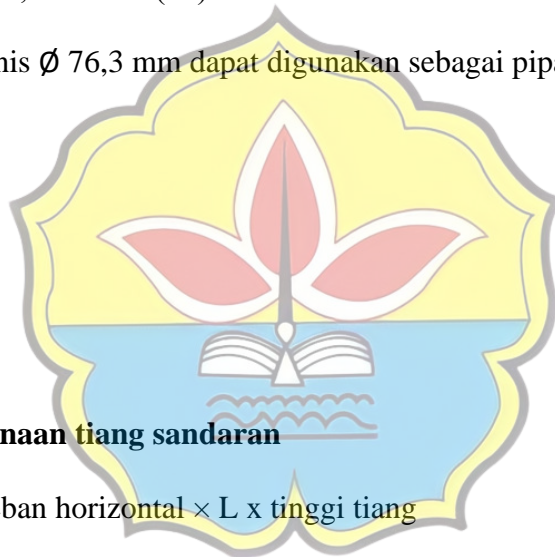 nis Ø 76,3 mm dapat digunakan sebagai pipa
naan tiang sandaran
ban horizontal × L x tinggi tiang